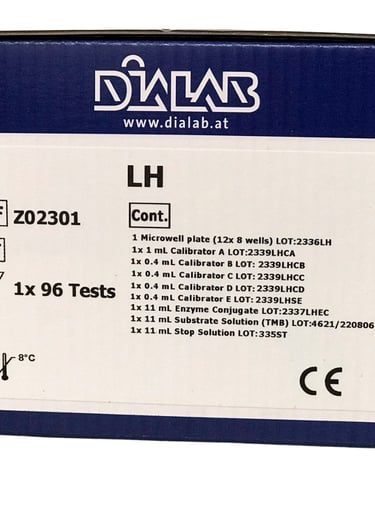 DIALAB
www.dialab.at
LH
Z02301
Cont.
1 Microwell plate (12x 8 wells) LOT:2336LH
1x 1 mL Calibrator A LOT:2339LHCA
1x 0.4 mL Calibrator B LOT: 2339LHCB
1x 0.4 mL Calibrator C LOT: 2339LHCC
1x 0.4 mL Calibrator D LOT: 2339LHCD
1x 0.4 mL Calibrator E LOT: 2339LHSE
1x 11 mL Enzyme Conjugate LOT:2337LHEC
1x 11 mL Substrate Solution (TMB) LOT:4621/220806
1x 11 mL Stop Solution LOT:335ST
1x 96 Tests
8°C
CE